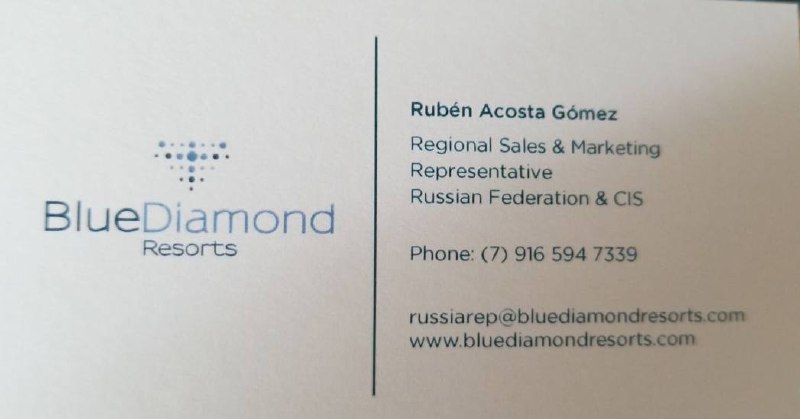 BlueDiamond
Resorts
Rubén Acosta Gómez
Regional Sales & Marketing
Representative
Russian Federation & CIS
Phone: (7) 916 594 7339
russiarep@bluediamondresorts.com
www.bluediamondresorts.com